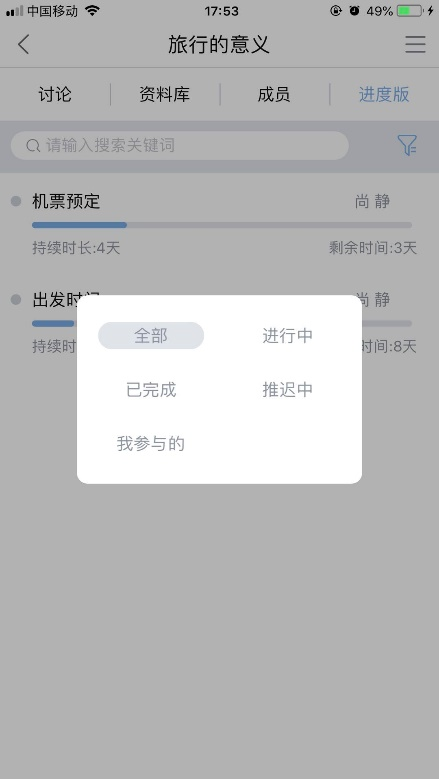 中国移动 17:53 49%
旅行的意义
讨论 资料库 成员 进度版
请输入搜索关键词
机票预定 尚 静
持续时长:4天 剩余时间:3天
出发时 尚 静
持续时 时间:8天
全部 进行中
已完成 推迟中
我参与的